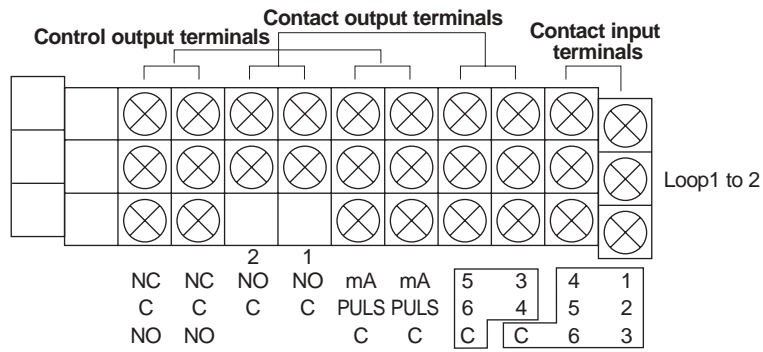 Contact output terminals
Control output terminals
Contact input
terminals
Loop1 to 2
2 1
NC NC NO NO mA mA 5 3 4 1
C C C C PULS PULS 6 4 5 2
NO NO C C C C 6 3